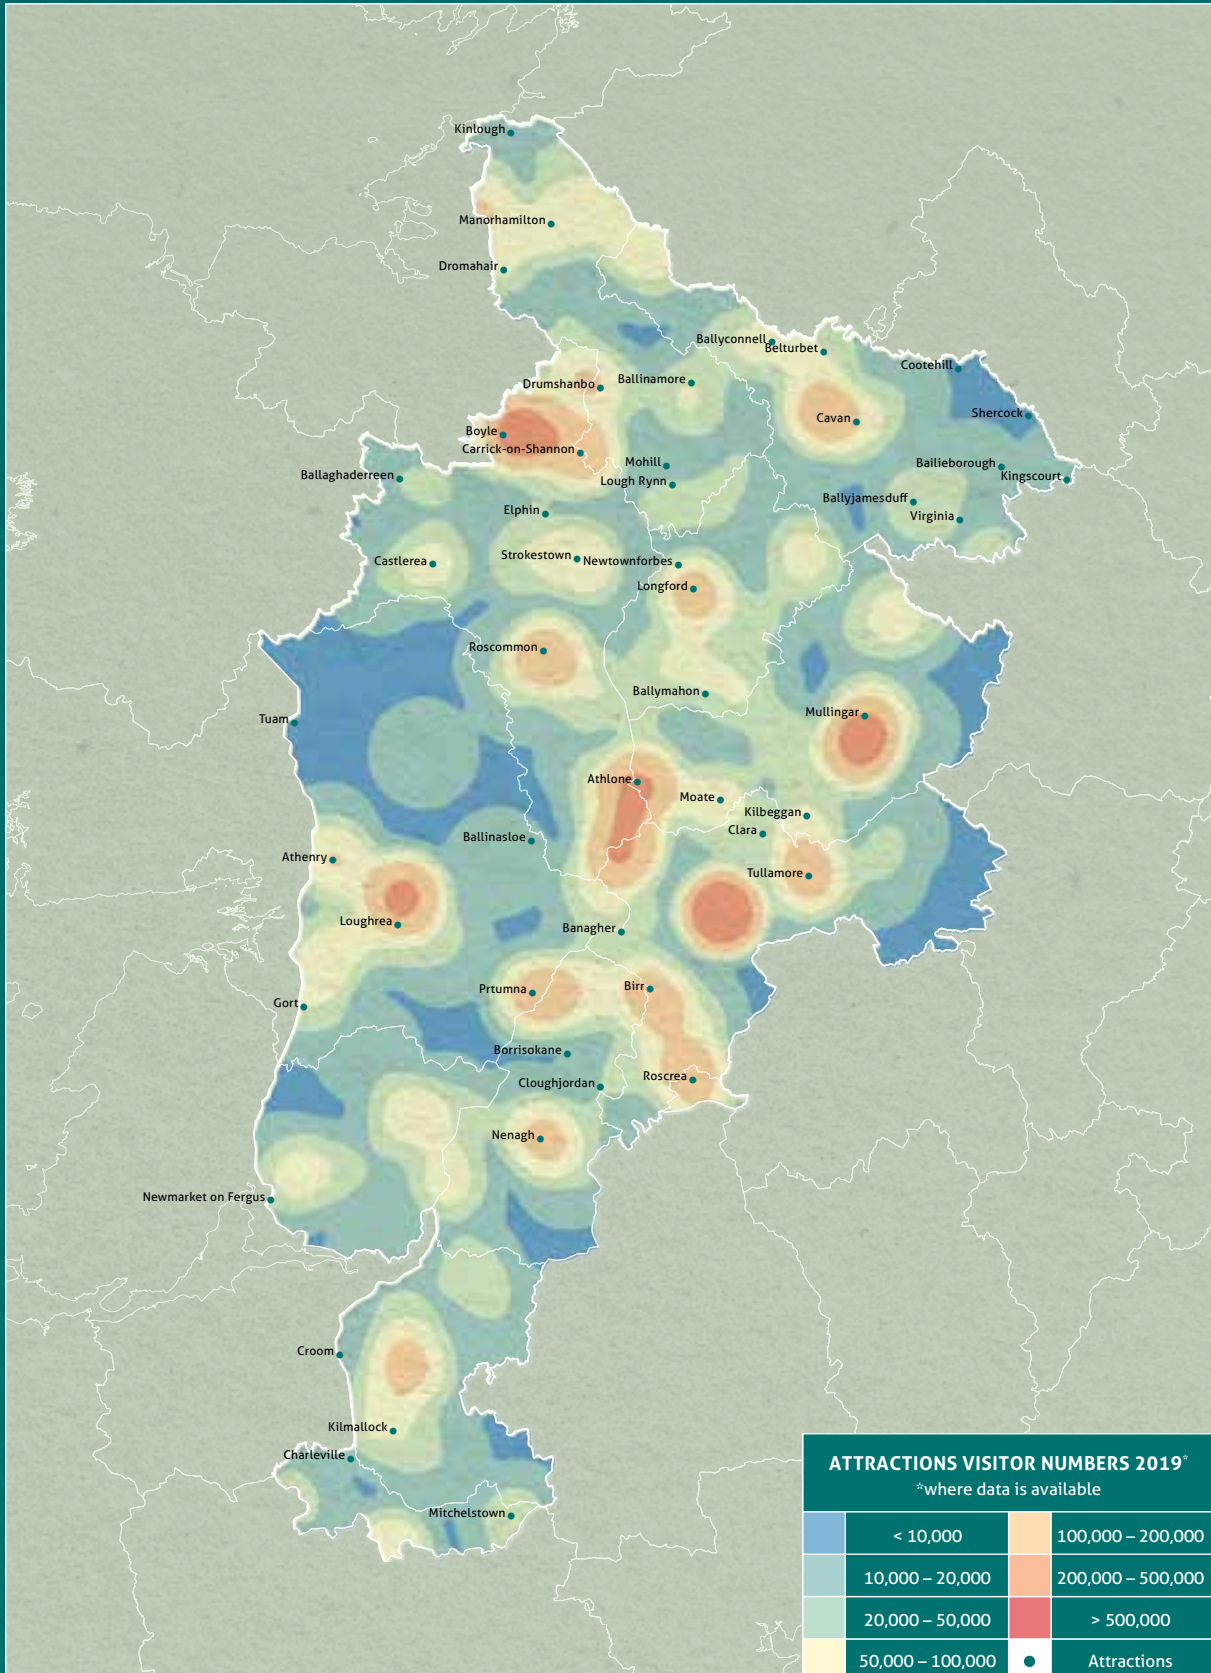 Kinlough
Manorhamilton
Dromahair
Ballyconnell
Belturbet
Cootehill
Drumshanbo
Ballinamore
Shercock
Cavan
Boyle
Carrick-on-Shannon
Mohill
Bailieborough
Ballaghaderreen
Lough Rynn
Kingscourt
Ballyjamesduff
Elphin
Virginia
Strokestown
Newtownforbes
Castlerea
Longford
Roscommon
Ballymahon
Tuam
Mullingar
Athlone
Moate
Kilbeggan
Clara
Ballinasloe
Athenry
Tullamore
Loughrea
Banagher
Prtumna
Birr
Gort
Borrisokane
Cloughjordan
Roscrea
Nenagh
Newmarket on Fergus
Croom
Kilmallock
Charleville
Mitchelstown
ATTRACTIONS VISITOR NUMBERS 2019*
*where data is available
< 10,000
100,000 – 200,000
10,000 – 20,000
200,000 – 500,000
20,000 – 50,000
> 500,000
50,000 – 100,000
Attractions